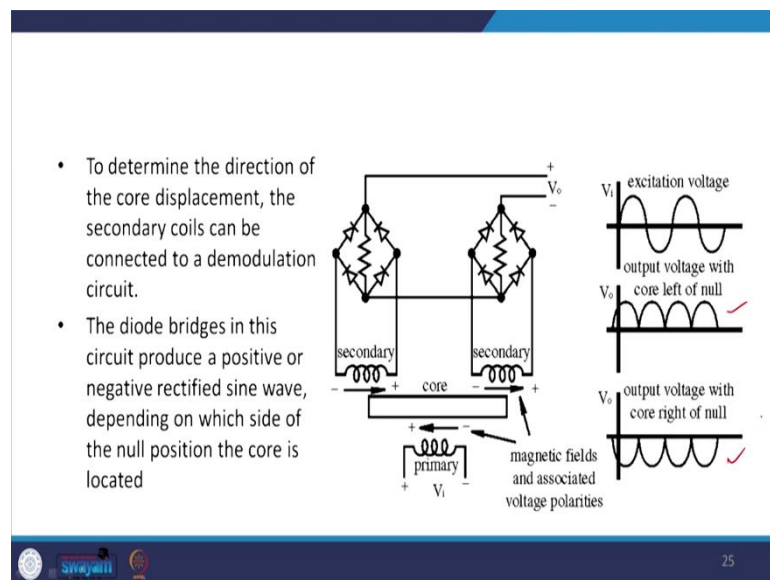 • To determine the direction of
the core displacement, the
secondary coils can be
connected to a demodulation
circuit.
• The diode bridges in this
circuit produce a positive or
negative rectified sine wave,
depending on which side of
the null position the core is
located
+
Vₒ
−
secondary
secondary
− +
− +
core
+ −
primary
+ Vᵢ −
magnetic fields
and associated
voltage polarities
Vᵢ excitation voltage
output voltage with
Vₒ core left of null
Vₒ output voltage with
core right of null
swayam
25